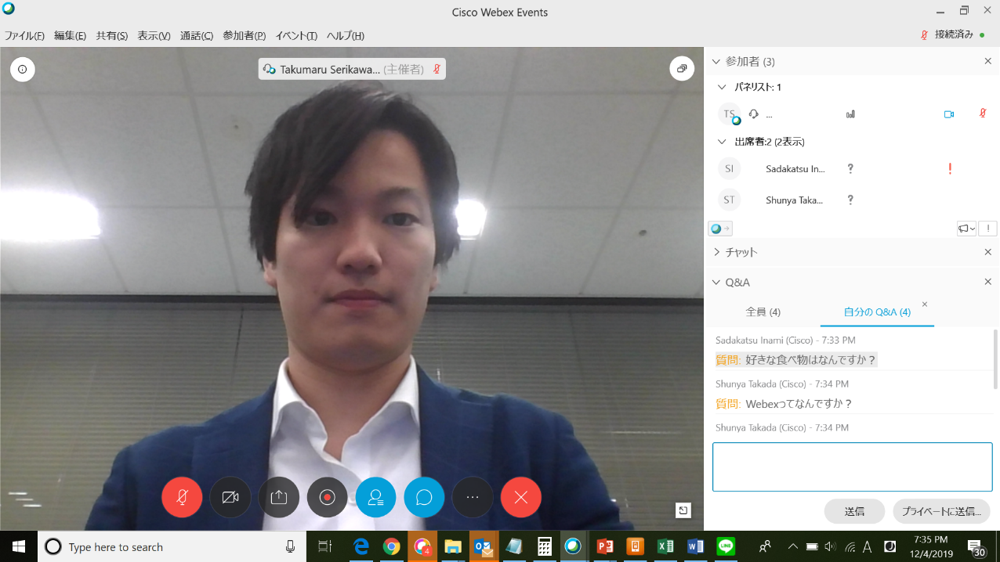 Cisco Webex Events
ファイル(F) 編集(E) 共有(S) 表示(V) 通話(C) 参加者(P) イベント(T) ヘルプ(H)
接続済み
Takumaru Serikawa... (主催者)
参加者 (3)
パネリスト: 1
TS ...
出席者:2 (2表示)
SI Sadakatsu In...
ST Shunya Taka...
チャット
Q&A
全員 (4) 自分の Q&A (4)
Sadakatsu Inami (Cisco) - 7:33 PM
質問: 好きな食べ物はなんですか？
Shunya Takada (Cisco) - 7:34 PM
質問: Webexってなんですか？
Shunya Takada (Cisco) - 7:34 PM
送信 プライベートに送信...
Type here to search
4
A
7:35 PM
12/4/2019
30
LINE